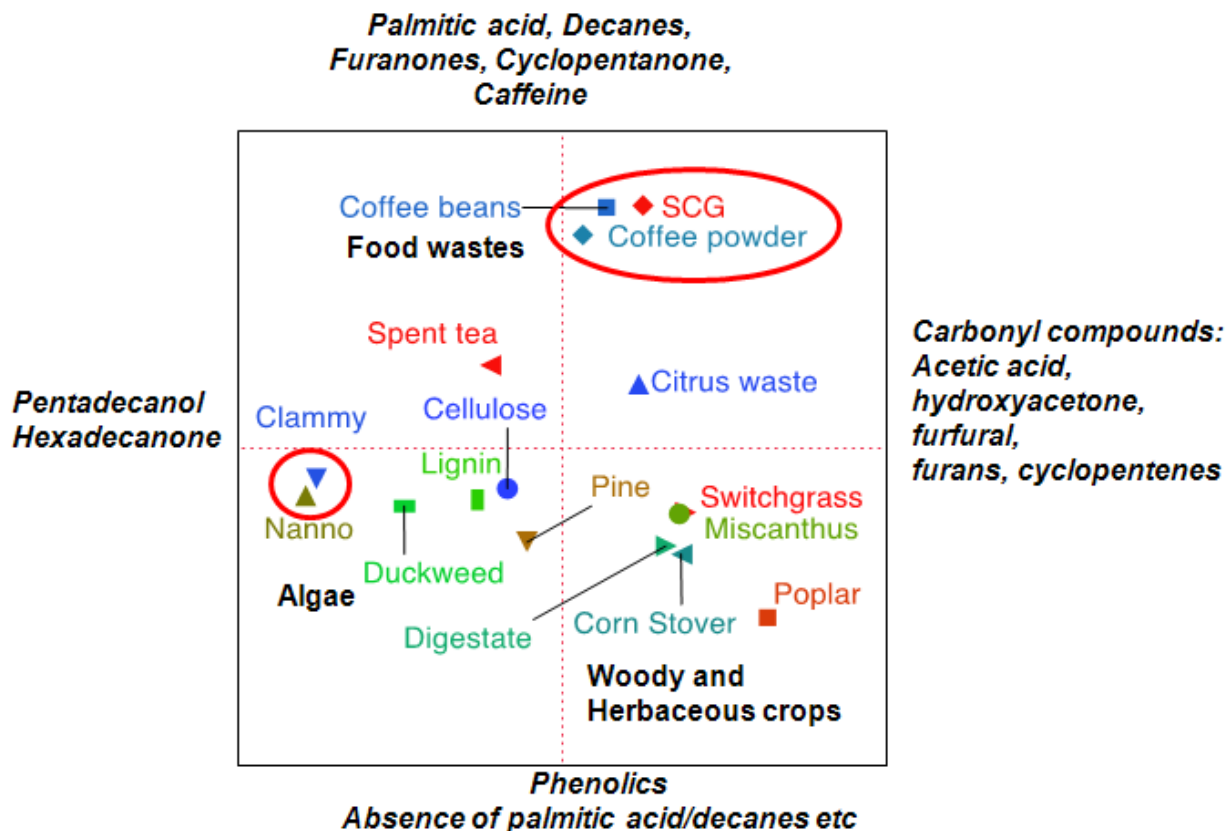 Palmitic acid, Decanes,
Furanones, Cyclopentanone,
Caffeine
Coffee beans
SCG
Coffee powder
Food wastes
Spent tea
Citrus waste
Carbonyl compounds:
Acetic acid,
hydroxyacetone,
furfural,
furans, cyclopentenes
Pentadecanol
Hexadecanone
Clammy
Cellulose
Lignin
Pine
Switchgrass
Miscanthus
Nanno
Duckweed
Algae
Digestate
Corn Stover
Poplar
Woody and
Herbaceous crops
Phenolics
Absence of palmitic acid/decanes etc